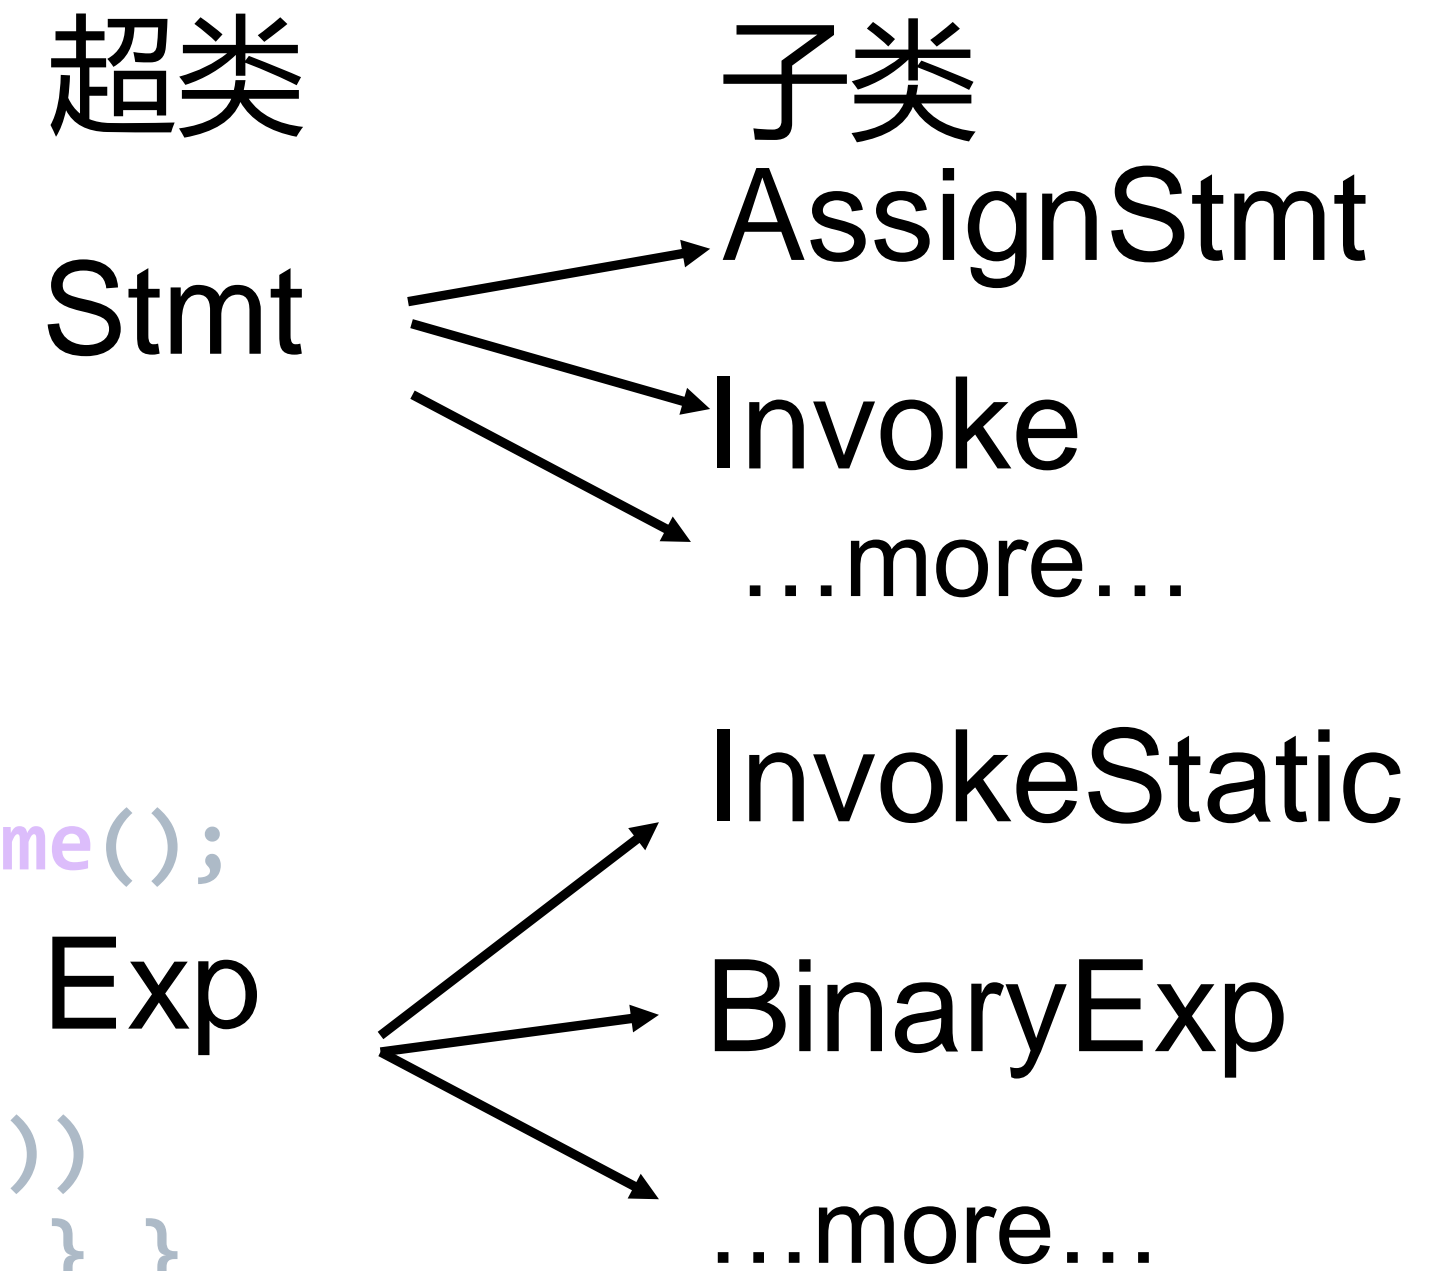 超类 子类
AssignStmt
Stmt
Invoke
…more…
InvokeStatic
me();
Exp
BinaryExp
))
…more…
} }